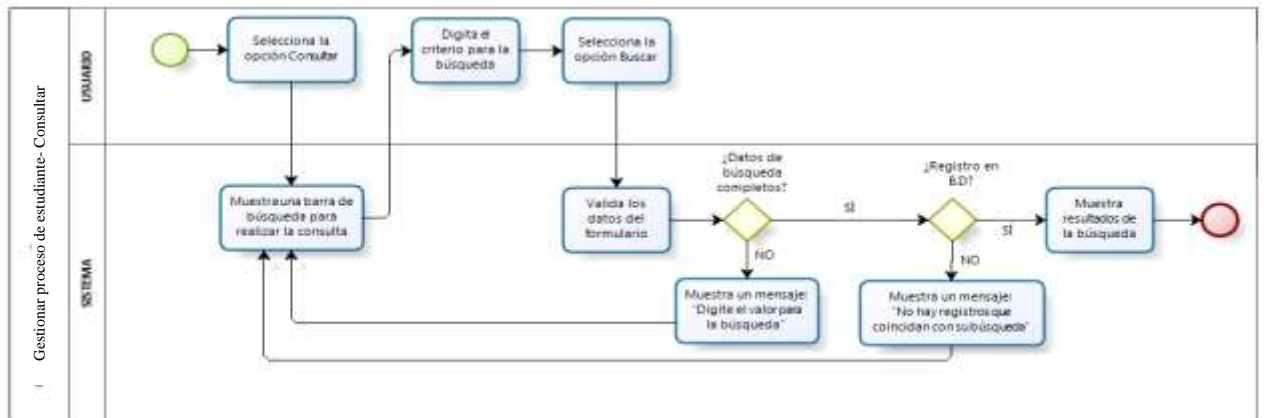 Gestionar proceso de estudiante- Consultar
USUARIO
Selecciona la
opción Consultar
Digita el
criterio para la
búsqueda
Selecciona la
opción Buscar
SISTEMA
Muestra una barra de
búsqueda para
realizar la consulta
Valida los
datos del
formulario
¿Datos de
búsqueda
completos?
SÍ
NO
¿Registro en
BD?
SÍ
NO
Muestra
resultados de
la búsqueda
Muestra un mensaje:
"Digite el valor para
la búsqueda"
Muestra un mensaje:
"No hay registros que
coincidan con su búsqueda"